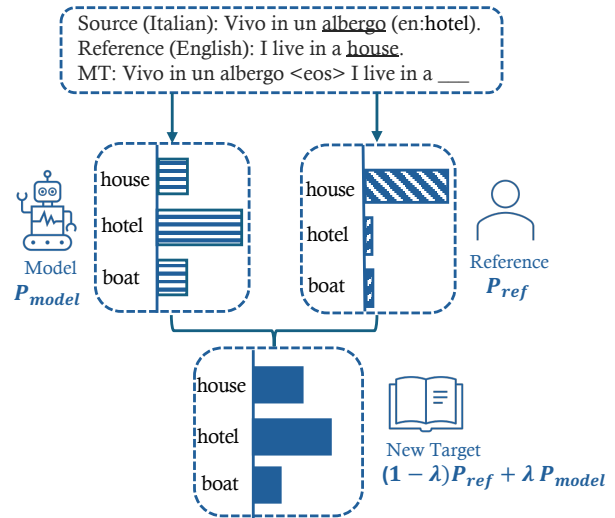 Source (Italian): Vivo in un albergo (en:hotel).
Reference (English): I live in a house.
MT: Vivo in un albergo <eos> I live in a ___
house
hotel
boat
Model
P_model
house
hotel
boat
Reference
P_ref
house
hotel
boat
New Target
(1 − λ)P_ref + λ P_model